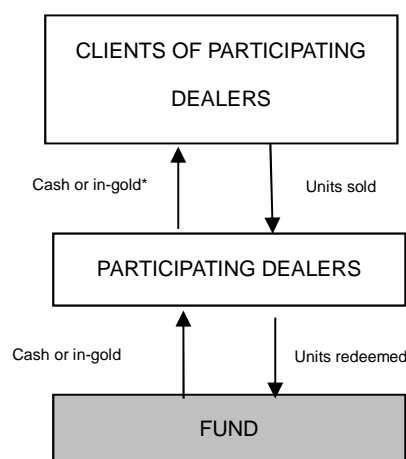 CLIENTS OF PARTICIPATING
DEALERS
Cash or in-gold*
Units sold
PARTICIPATING DEALERS
Cash or in-gold
Units redeemed
FUND